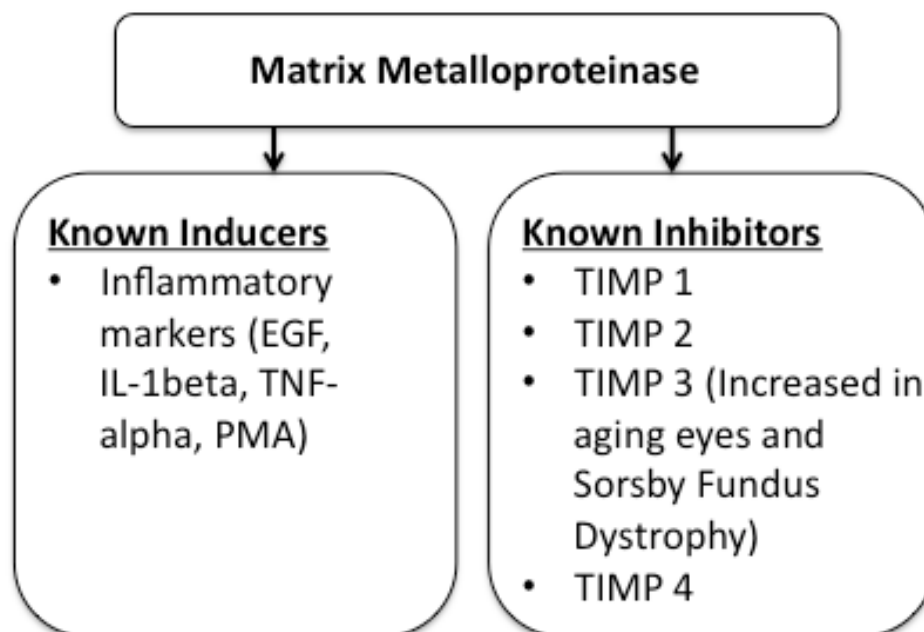 Matrix Metalloproteinase
Known Inducers
• Inflammatory
markers (EGF,
IL-1beta, TNF-
alpha, PMA)
Known Inhibitors
• TIMP 1
• TIMP 2
• TIMP 3 (Increased in
aging eyes and
Sorsby Fundus
Dystrophy)
• TIMP 4